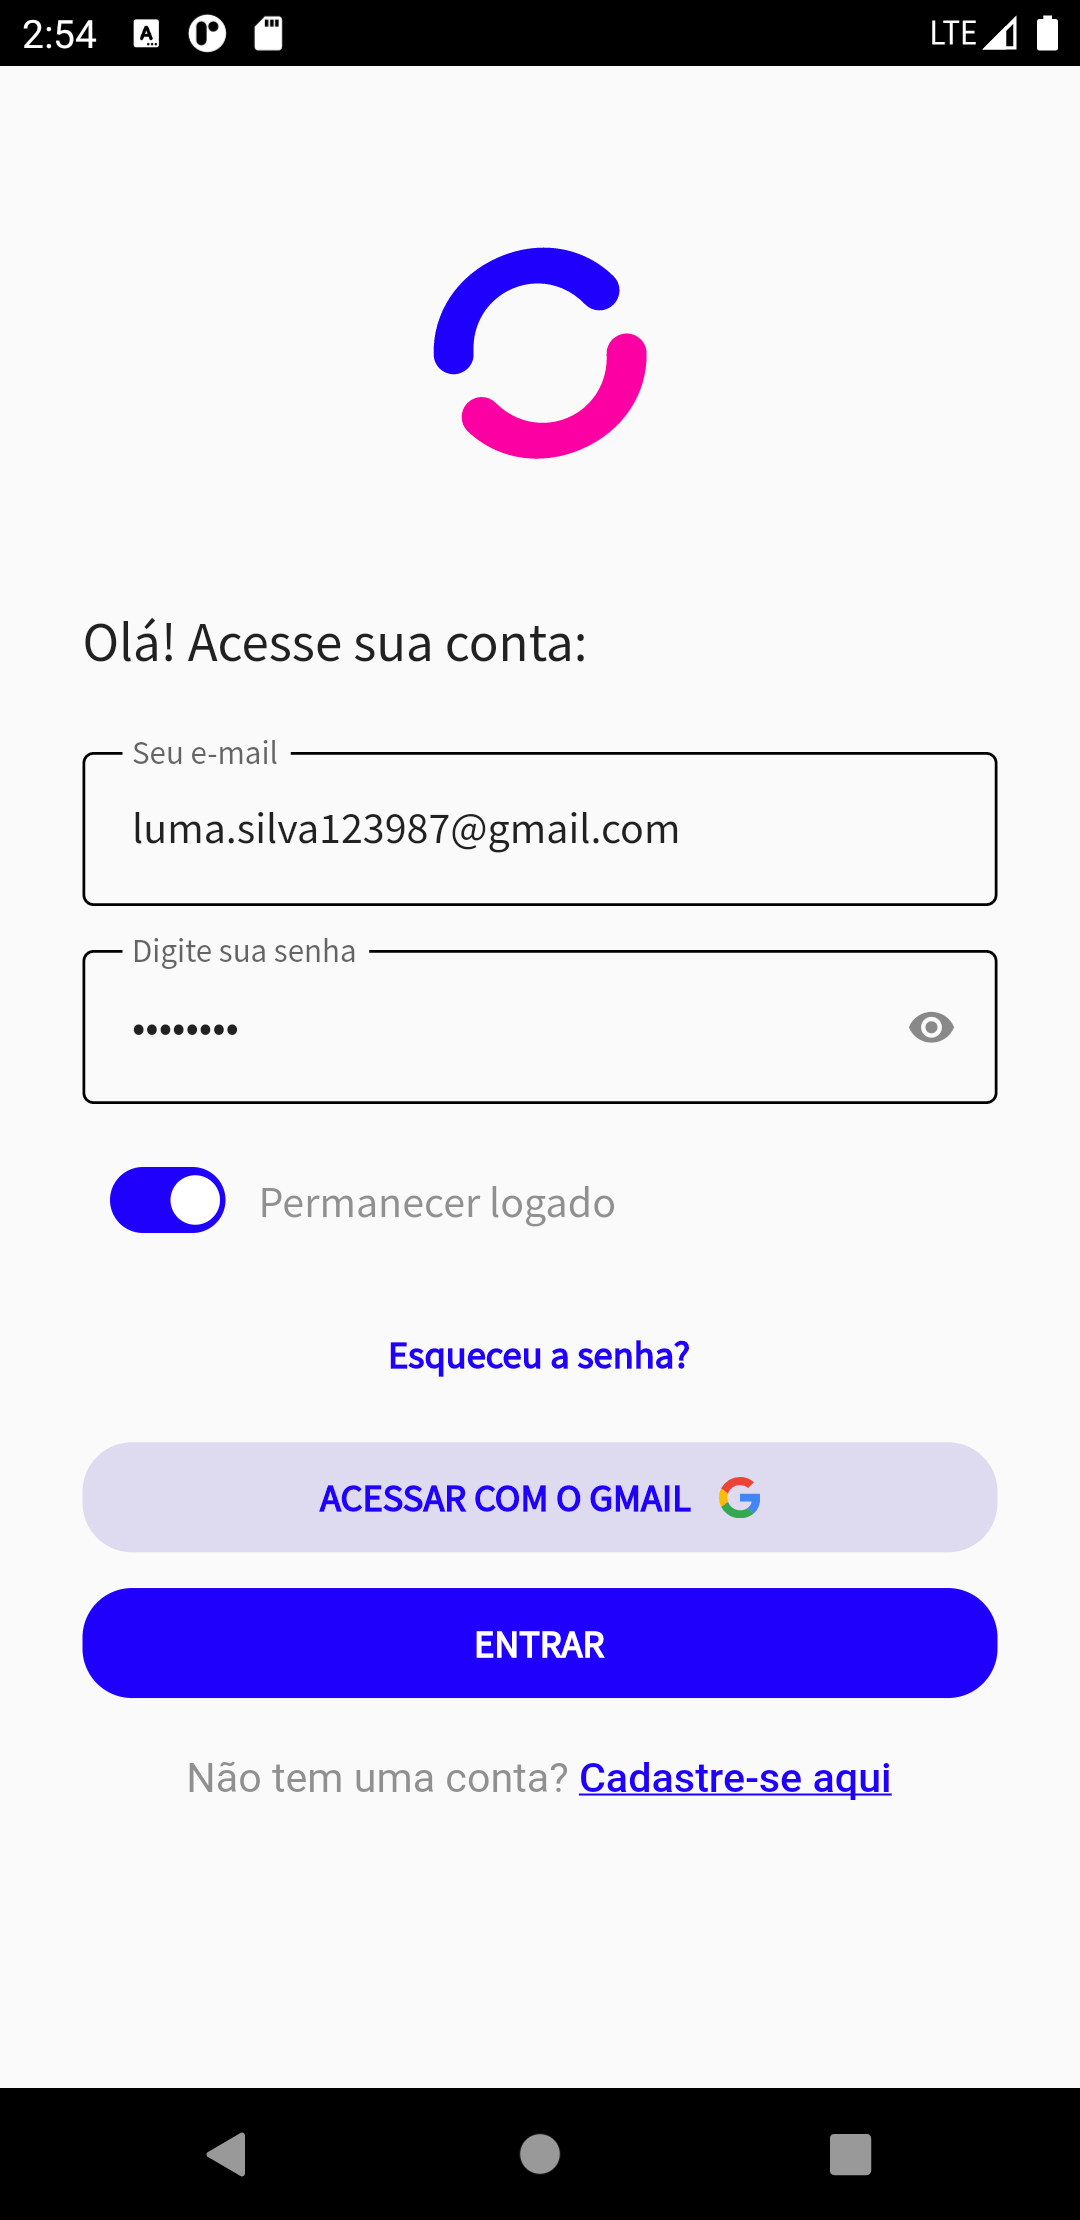 2:54
LTE
Olá! Acesse sua conta:
Seu e-mail
luma.silva123987@gmail.com
Digite sua senha
••••••••
Permanecer logado
Esqueceu a senha?
ACESSAR COM O GMAIL
ENTRAR
Não tem uma conta? Cadastre-se aqui